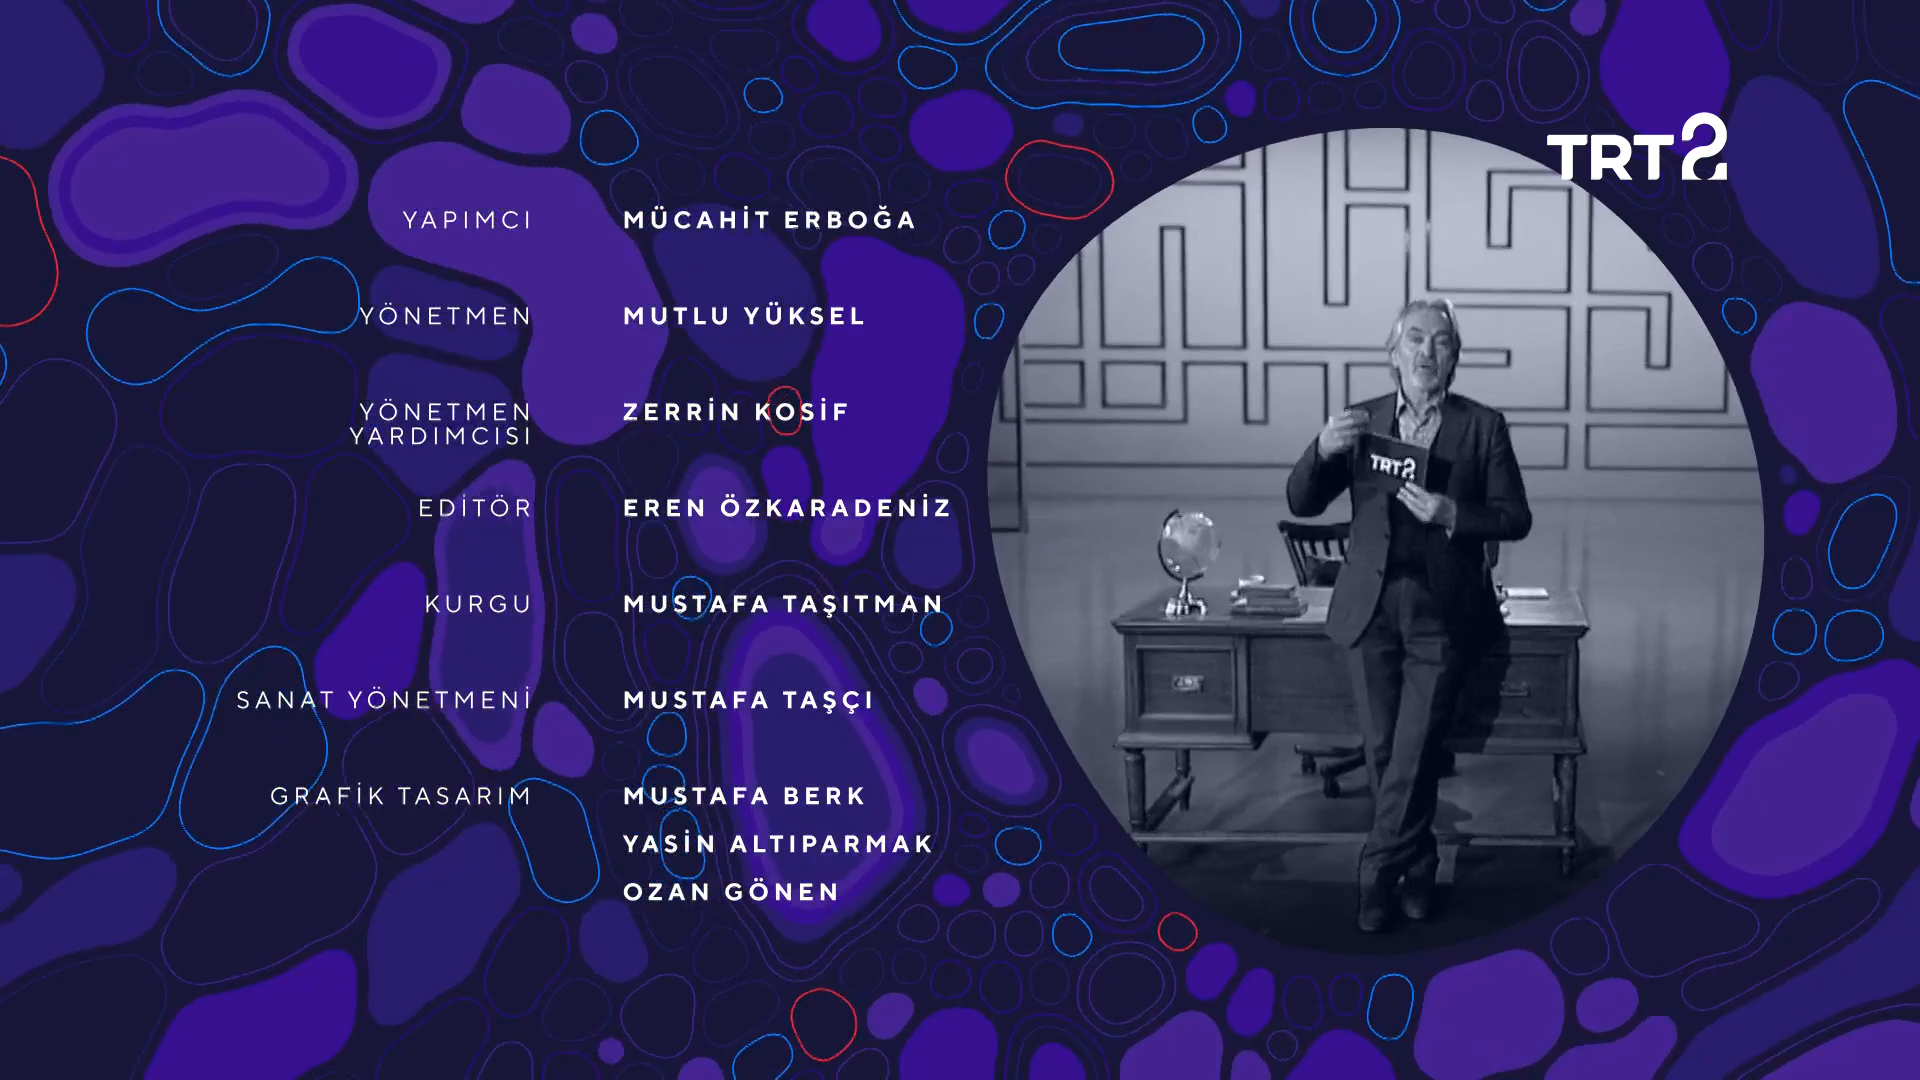 TRT2
YAPIMCI MÜCAHİT ERBOĞA
YÖNETMEN MUTLU YÜKSEL
YÖNETMEN YARDIMCISI ZERRİN KOSİF
EDİTÖR EREN ÖZKARADENİZ
KURGU MUSTAFA TAŞITMAN
SANAT YÖNETMENİ MUSTAFA TAŞÇI
GRAFİK TASARIM MUSTAFA BERK
YASİN ALTIPARMAK
OZAN GÖNEN
TRT2